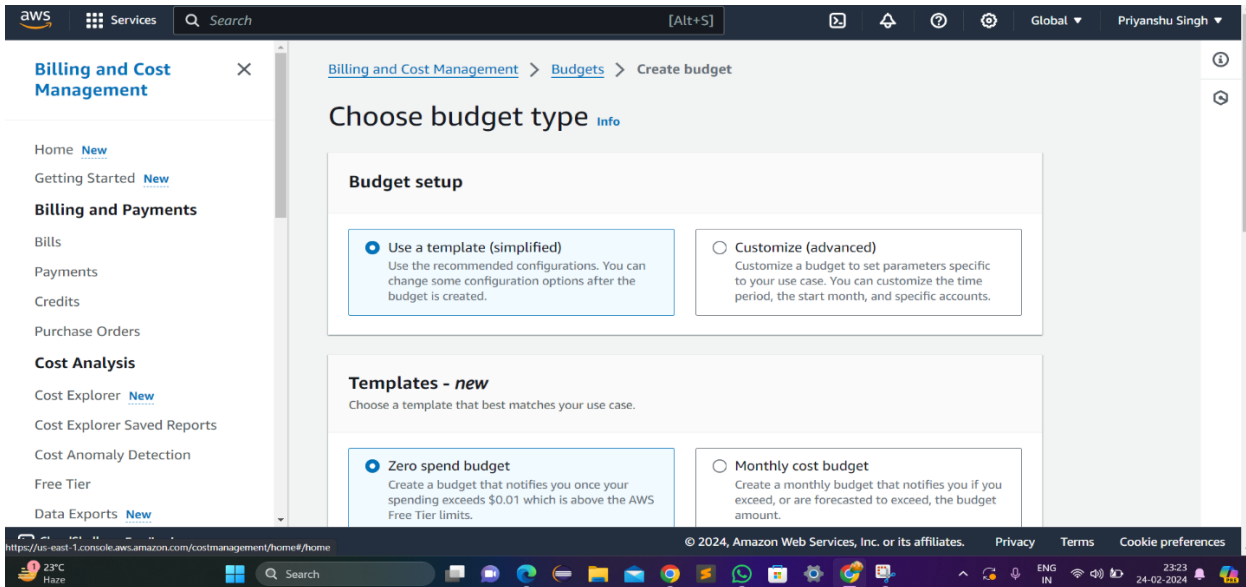 aws
Services
Search
[Alt+S]
Global
Priyanshu Singh
Billing and Cost
Management
Home New
Getting Started New
Billing and Payments
Bills
Payments
Credits
Purchase Orders
Cost Analysis
Cost Explorer New
Cost Explorer Saved Reports
Cost Anomaly Detection
Free Tier
Data Exports New
Billing and Cost Management > Budgets > Create budget
Choose budget type Info
Budget setup
Use a template (simplified)
Use the recommended configurations. You can
change some configuration options after the
budget is created.
Customize (advanced)
Customize a budget to set parameters specific
to your use case. You can customize the time
period, the start month, and specific accounts.
Templates - new
Choose a template that best matches your use case.
Zero spend budget
Create a budget that notifies you once your
spending exceeds $0.01 which is above the AWS
Free Tier limits.
Monthly cost budget
Create a monthly budget that notifies you if you
exceed, or are forecasted to exceed, the budget
amount.
https://us-east-1.console.aws.amazon.com/costmanagement/home#/home
© 2024, Amazon Web Services, Inc. or its affiliates.
Privacy
Terms
Cookie preferences
1
23°C
Haze
Search
ENG
IN
23:23
24-02-2024